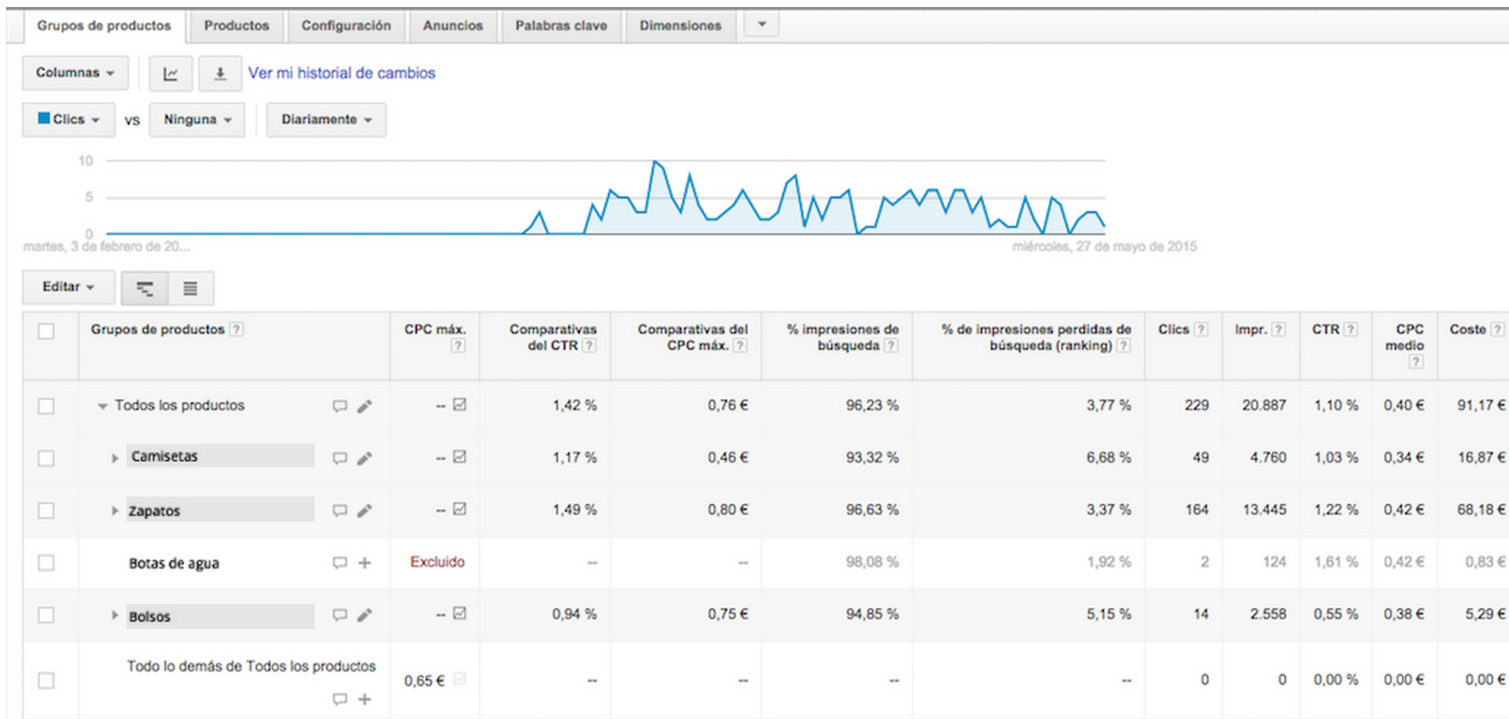 Grupos de productos Productos Configuración Anuncios Palabras clave Dimensiones
Columnas Ver mi historial de cambios
Clics vs Ninguna Diariamente
10
5
0
martes, 3 de febrero de 20... miércoles, 27 de mayo de 2015
Editar
Grupos de productos ? CPC máx. ? Comparativas del CTR ? Comparativas del CPC máx. ? % impresiones de búsqueda ? % de impresiones perdidas de búsqueda (ranking) ? Clics ? Impr. ? CTR ? CPC medio ? Coste ?
Todos los productos -- 1,42 % 0,76 € 96,23 % 3,77 % 229 20.887 1,10 % 0,40 € 91,17 €
Camisetas -- 1,17 % 0,46 € 93,32 % 6,68 % 49 4.760 1,03 % 0,34 € 16,87 €
Zapatos -- 1,49 % 0,80 € 96,63 % 3,37 % 164 13.445 1,22 % 0,42 € 68,18 €
Botas de agua Excluido -- -- 98,08 % 1,92 % 2 124 1,61 % 0,42 € 0,83 €
Bolsos -- 0,94 % 0,75 € 94,85 % 5,15 % 14 2.558 0,55 % 0,38 € 5,29 €
Todo lo demás de Todos los productos 0,65 € -- -- -- -- 0 0 0,00 % 0,00 € 0,00 €